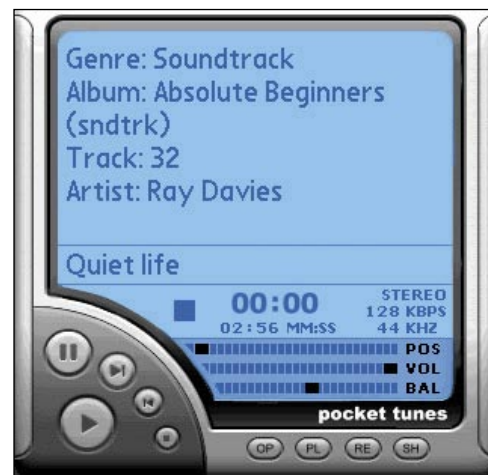 Genre: Soundtrack
Album: Absolute Beginners
(sndtrk)
Track: 32
Artist: Ray Davies
Quiet life
00:00
02:56 MM:SS
STEREO
128 KBPS
44 KHZ
POS
VOL
BAL
pocket tunes
OP PL RE SH